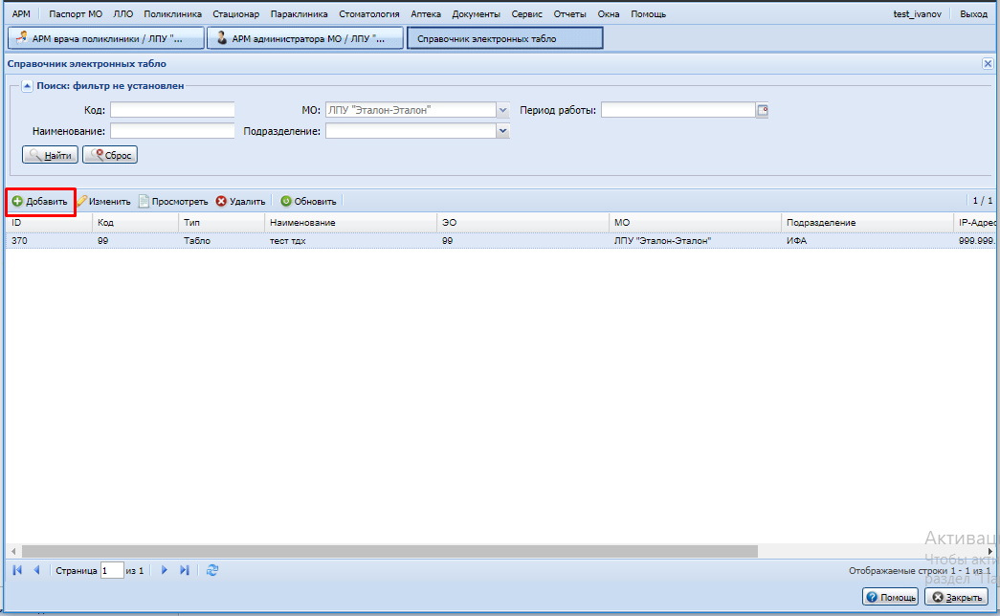 АРМ Паспорт МО ЛЛО Поликлиника Стационар Параклиника Стоматология Аптека Документы Сервис Отчеты Окна Помощь test_ivanov Выход
АРМ врача поликлиники / ЛПУ "... АРМ администратора МО / ЛПУ "... Справочник электронных табло
Справочник электронных табло
Поиск: фильтр не установлен
Код: МО: ЛПУ "Эталон-Эталон" Период работы:
Наименование: Подразделение:
Найти Сброс
Добавить Изменить Просмотреть Удалить Обновить 1 / 1
ID Код Тип Наименование ЭО МО Подразделение IP-Адрес
370 99 Табло тест тдх 99 ЛПУ "Эталон-Эталон" ИФА 999.999.
Активац
Чтобы акти
Страница 1 из 1 Отображаемые строки 1 - 1 из 1
раздел "Па
Помощь Закрыть